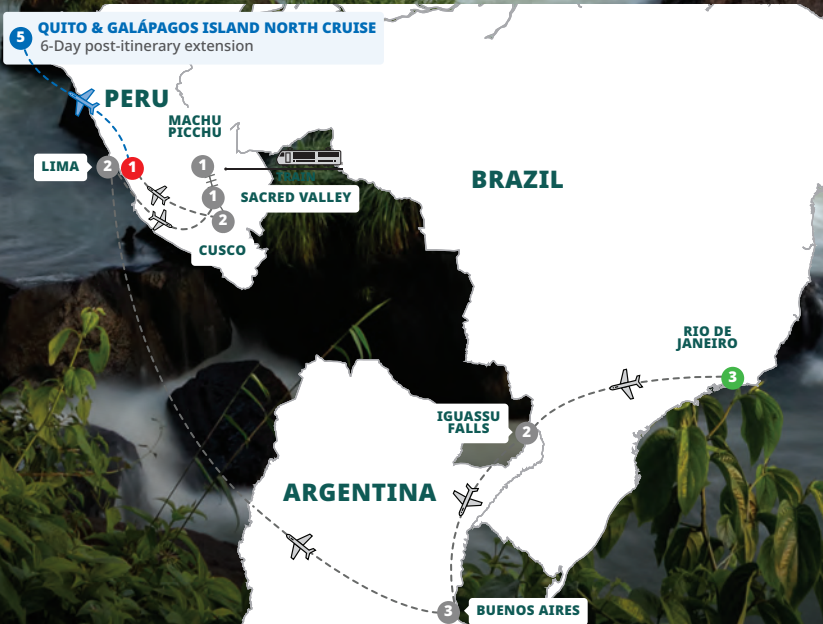 5
QUITO & GALÁPAGOS ISLAND NORTH CRUISE
6-Day post-itinerary extension
PERU
MACHU
PICCHU
LIMA
2
1
1
1
SACRED VALLEY
2
CUSCO
BRAZIL
RIO DE
JANEIRO
3
IGUASSU
FALLS
2
ARGENTINA
3
BUENOS AIRES